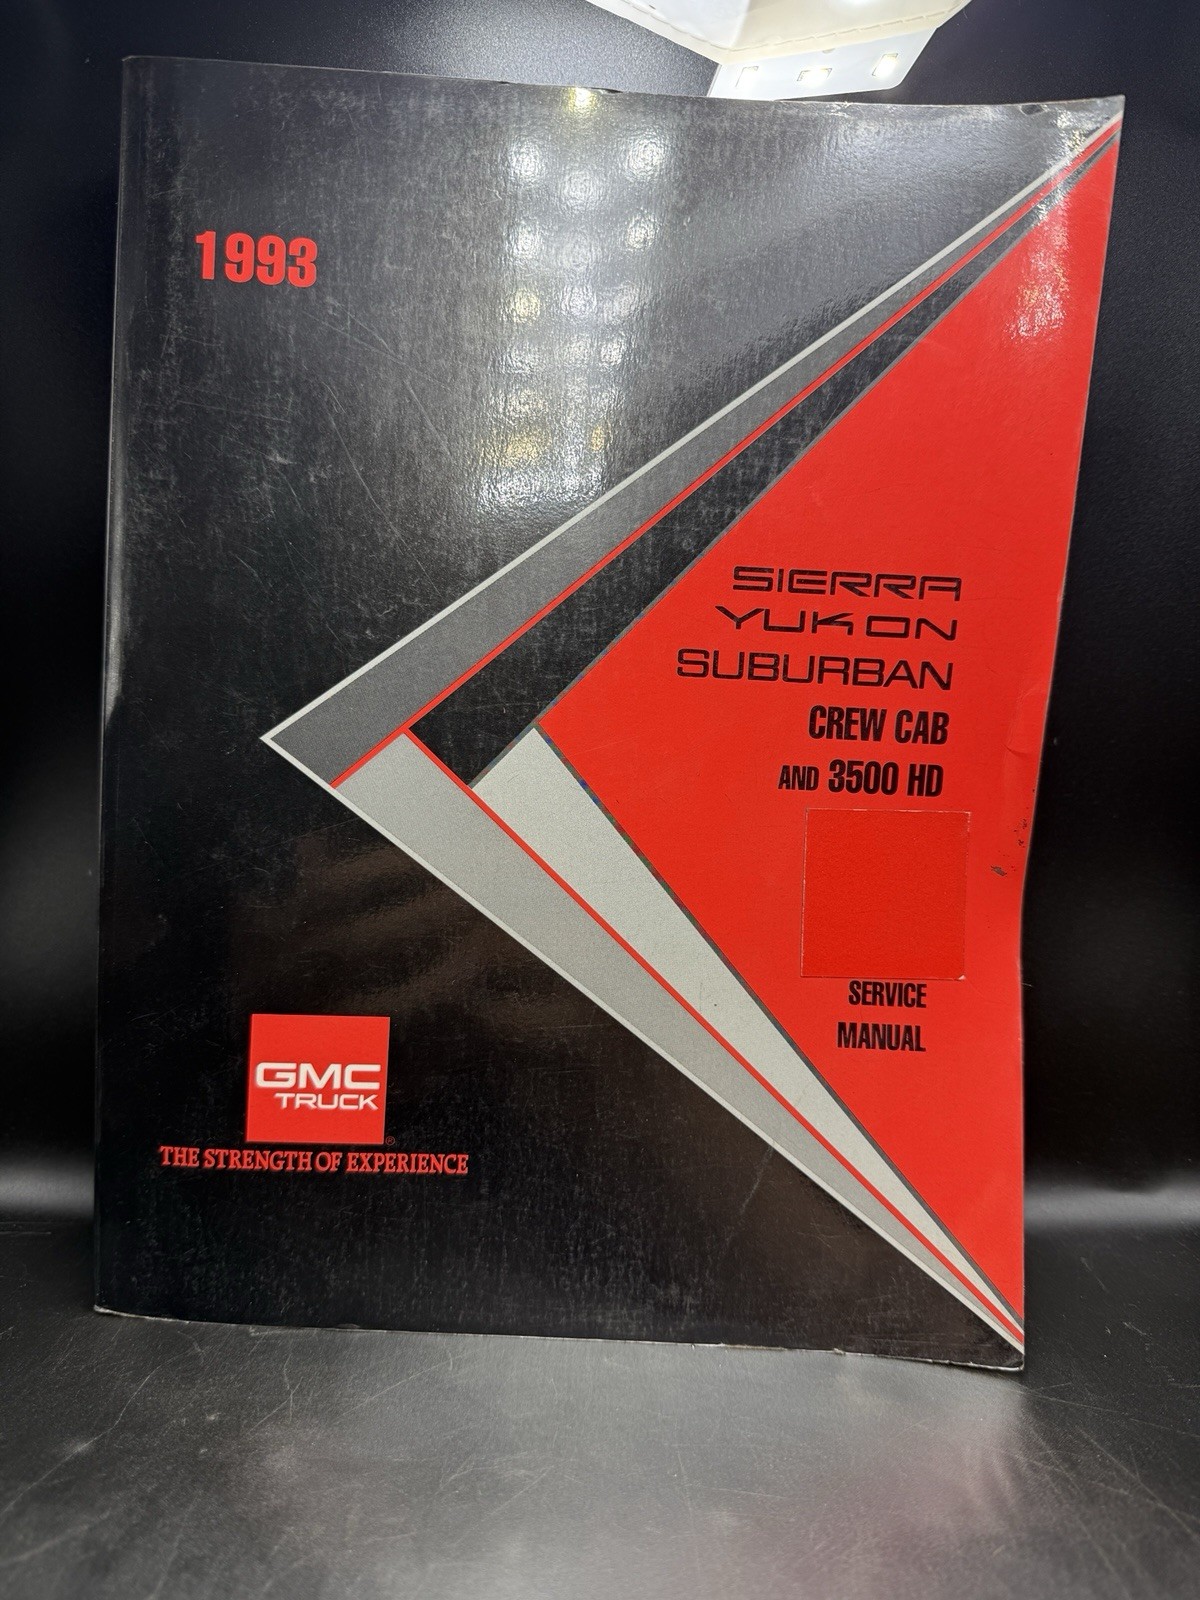 1993
SIERRA
YUKON
SUBURBAN
CREW CAB
AND 3500 HD
SERVICE
MANUAL
GMC
TRUCK
®
THE STRENGTH OF EXPERIENCE